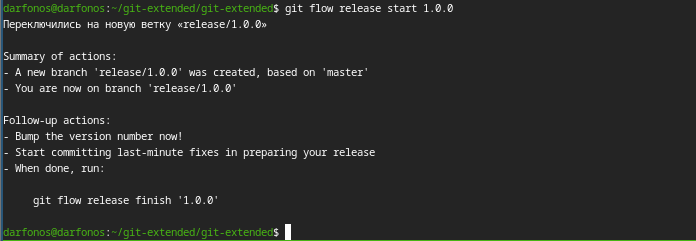 darfonos@darfonos:~/git-extended/git-extended$ git flow release start 1.0.0
Переключились на новую ветку «release/1.0.0»
Summary of actions:
- A new branch 'release/1.0.0' was created, based on 'master'
- You are now on branch 'release/1.0.0'
Follow-up actions:
- Bump the version number now!
- Start committing last-minute fixes in preparing your release
- When done, run:
git flow release finish '1.0.0'
darfonos@darfonos:~/git-extended/git-extended$